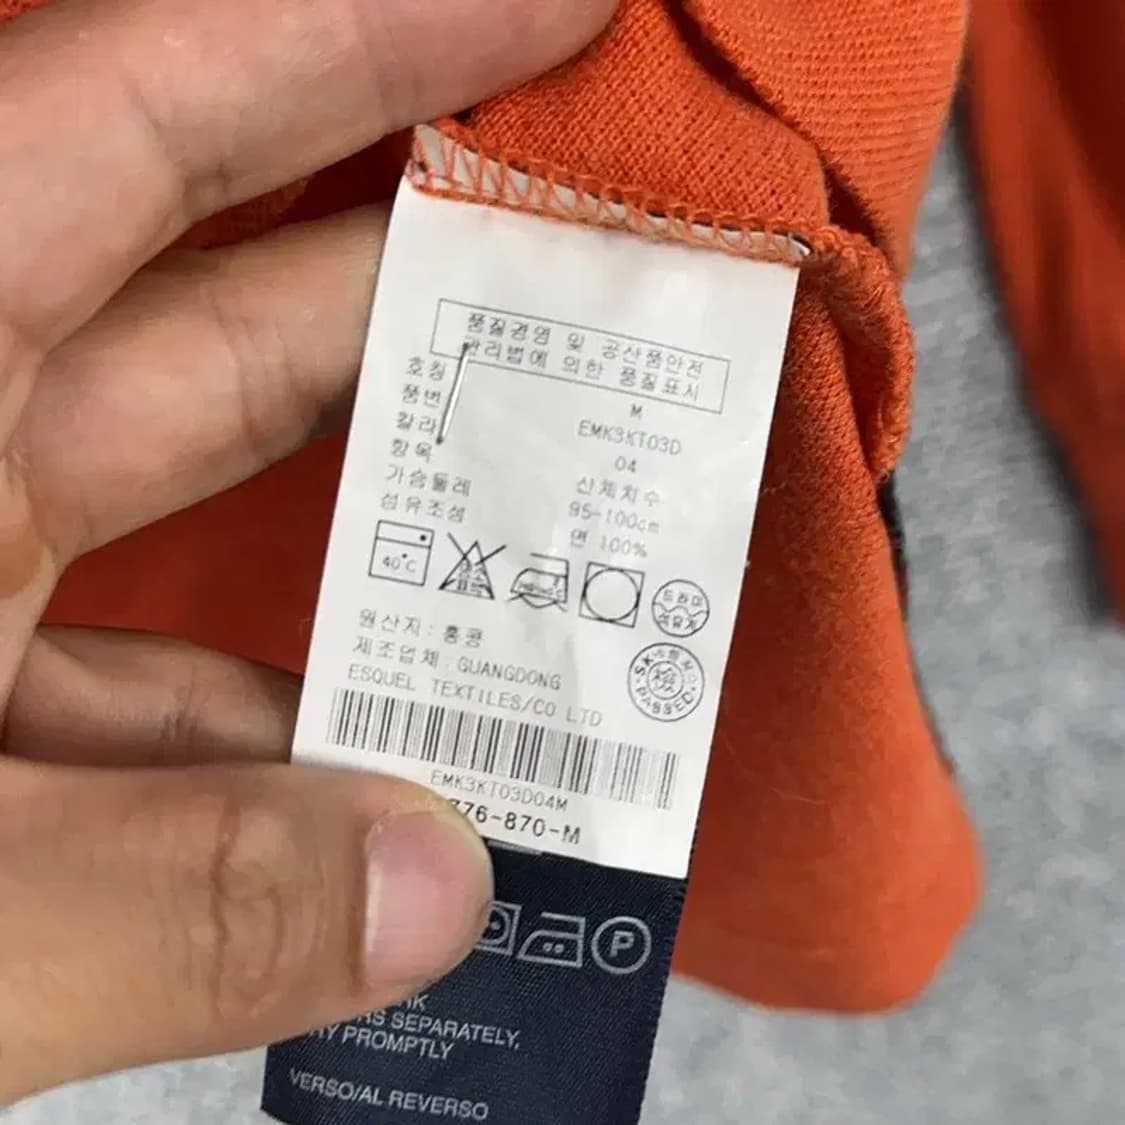 품질경영 및 공산품안전
관리법에 의한 품질표시
호칭 M
품번 EMK3KT03D
칼라 04
항목 신체치수
가슴둘레 95-100cm
섬유조성 면 100%
40°C
드라이
석유계
원산지: 홍콩
제조업체: GUANGDONG
ESQUEL TEXTILES/CO LTD
PASSED
EMK3KT03D04M
776-870-M
P
SEPARATELY,
PROMPTLY
VERSO/AL REVERSO